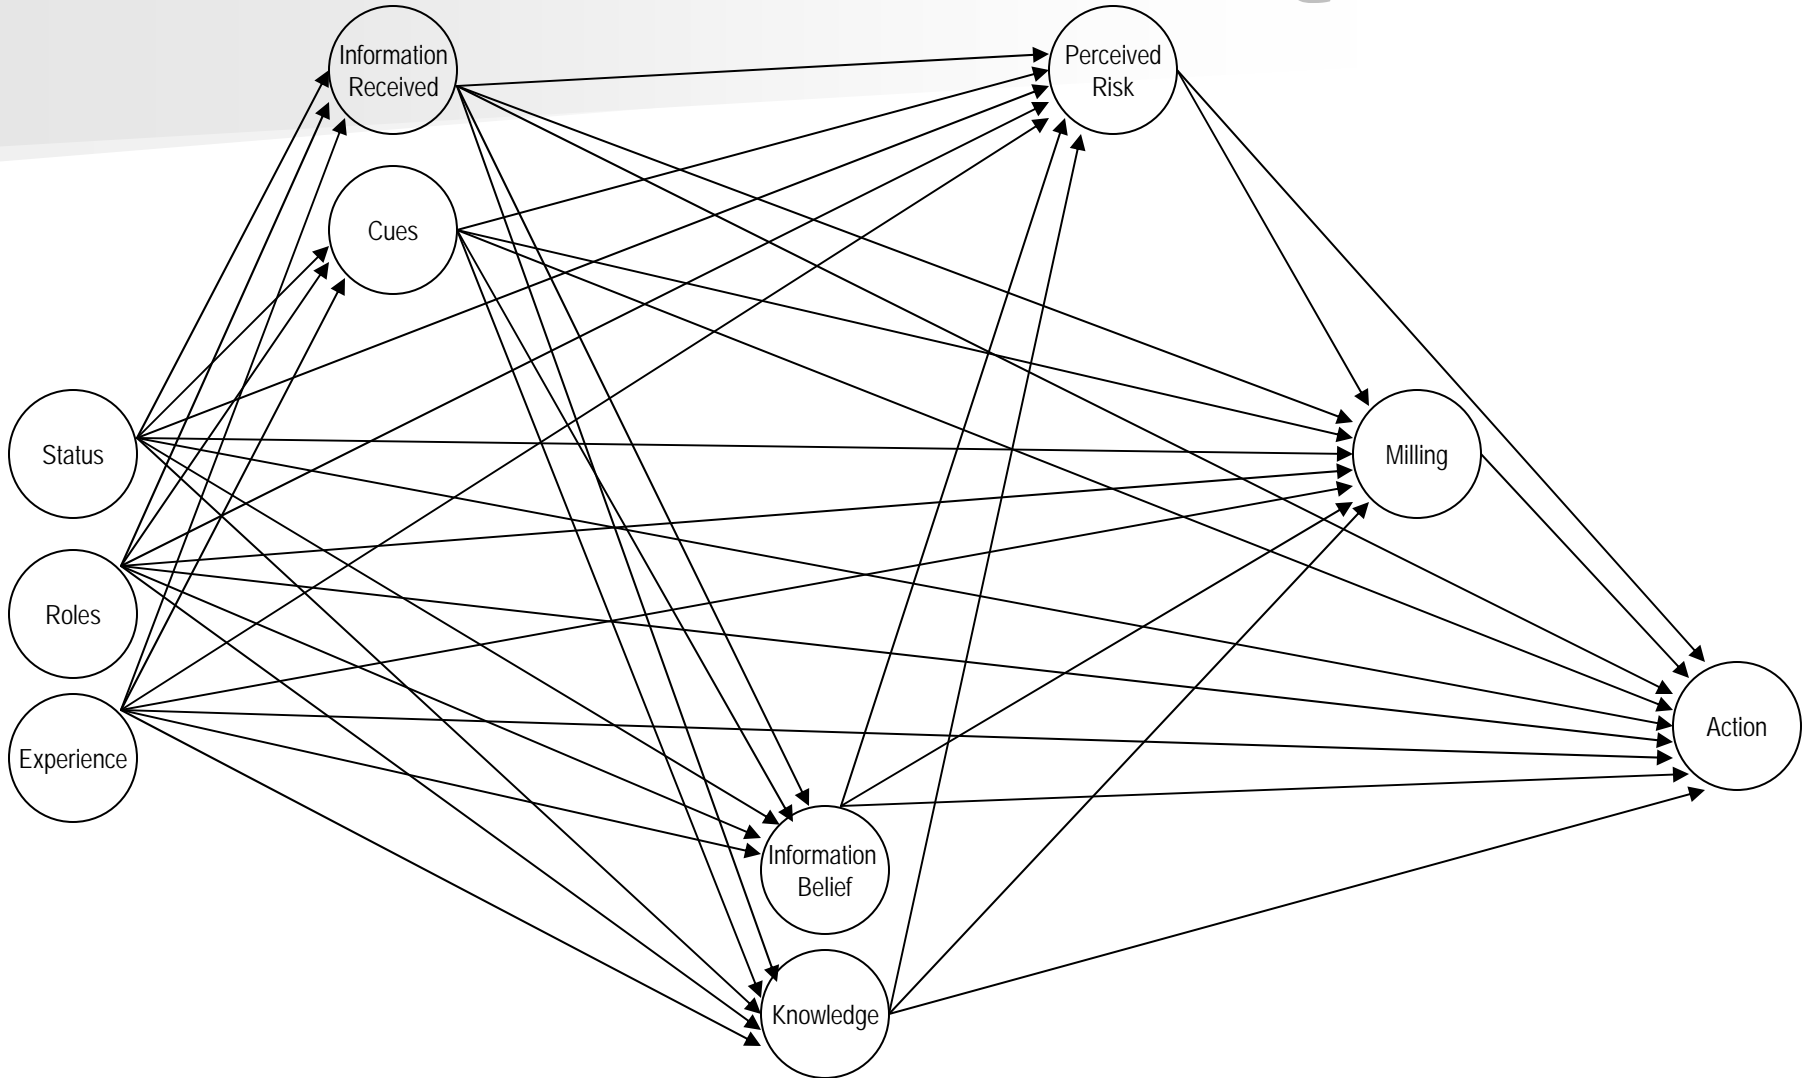 Information
Received
Perceived
Risk
Cues
Status
Milling
Roles
Action
Experience
Information
Belief
Knowledge